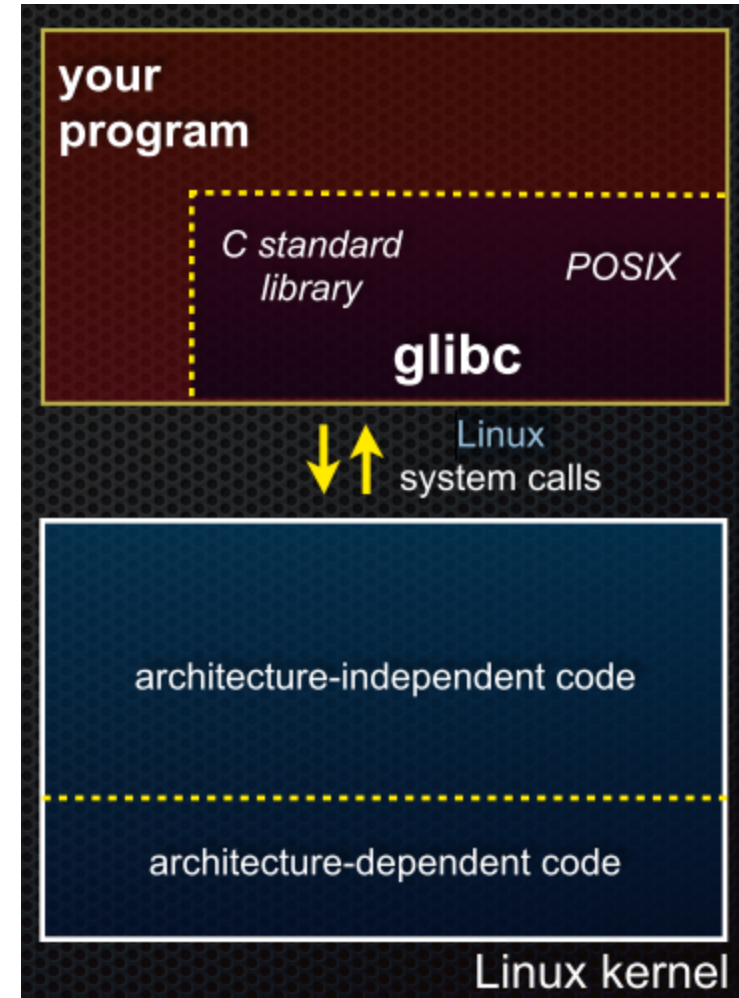 your
program
C standard
library
POSIX
glibc
Linux
system calls
architecture-independent code
architecture-dependent code
Linux kernel